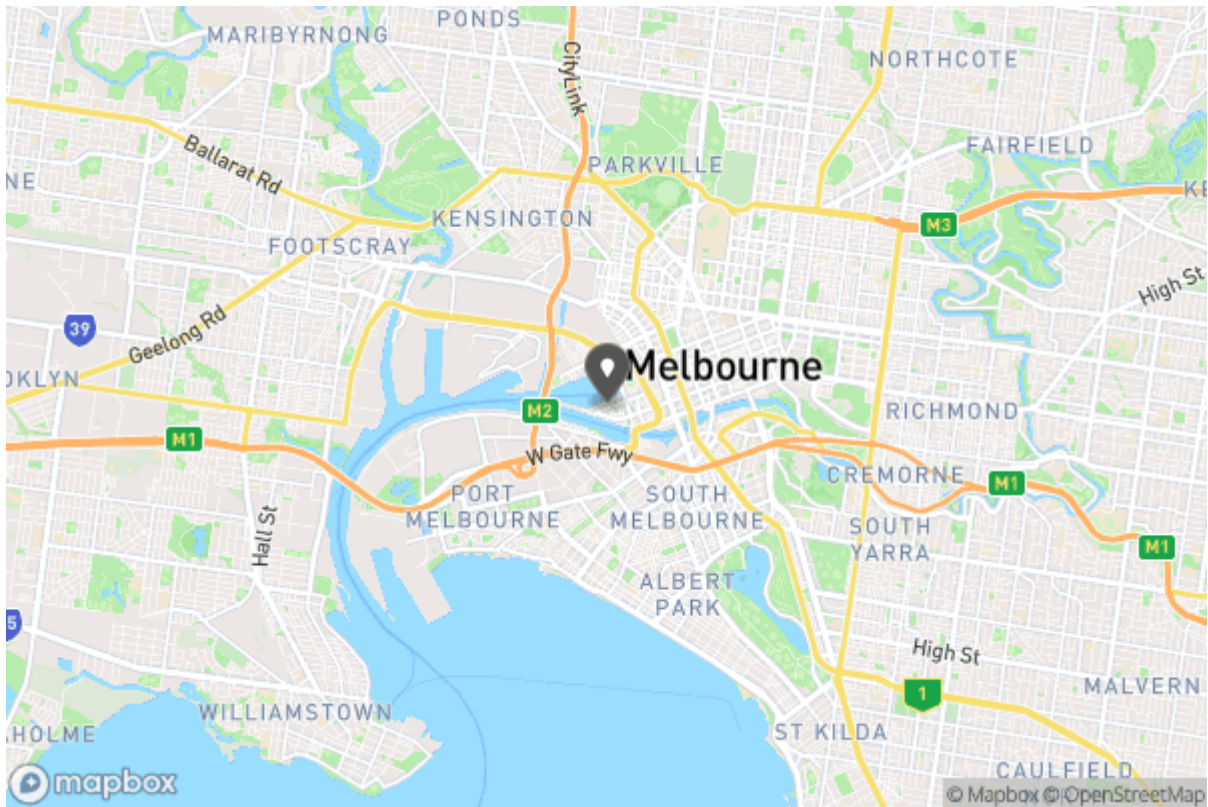 PONDS
MARIBYRNONG
CityLink
NORTHCOTE
Ballarat Rd
PARKVILLE
FAIRFIELD
NE
KE
KENSINGTON
M3
FOOTSCRAY
High St
39
Geelong Rd
Melbourne
OKLYN
M2
RICHMOND
M1
W Gate Fwy
CREMORNE
M1
PORT
MELBOURNE
SOUTH
MELBOURNE
Hall St
SOUTH
YARRA
M1
ALBERT
PARK
5
High St
MALVERN
1
WILLIAMSTOWN
HOLME
ST KILDA
CAULFIELD
mapbox
© Mapbox © OpenStreetMap